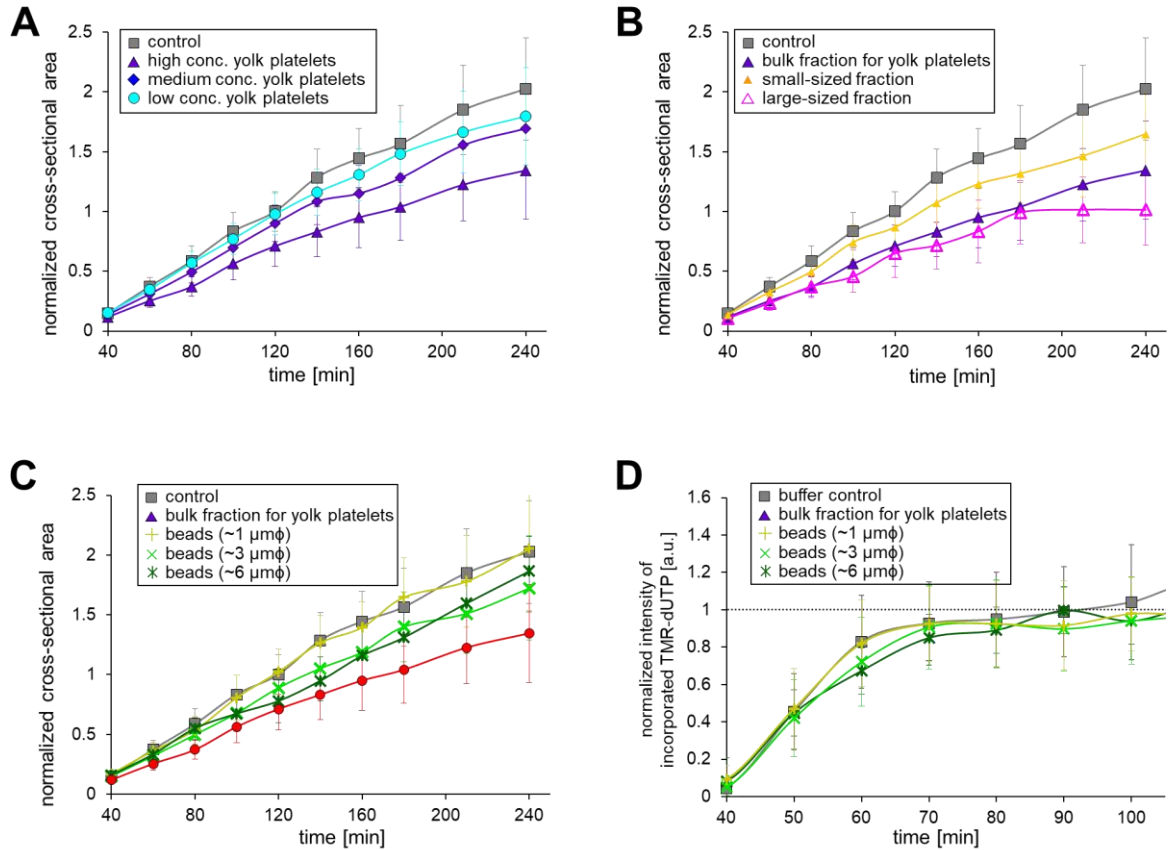 A
normalized cross-sectional area
2.5
2
1.5
1
0.5
0
control
high conc. yolk platelets
medium conc. yolk platelets
low conc. yolk platelets
40 80 120 160 200 240
time [min]
B
normalized cross-sectional area
2.5
2
1.5
1
0.5
0
control
bulk fraction for yolk platelets
small-sized fraction
large-sized fraction
40 80 120 160 200 240
time [min]
C
normalized cross-sectional area
2.5
2
1.5
1
0.5
0
control
bulk fraction for yolk platelets
beads (~1 μmϕ)
beads (~3 μmϕ)
beads (~6 μmϕ)
40 80 120 160 200 240
time [min]
D
normalized intensity of
incorporated TMR-dUTP [a.u.]
1.6
1.4
1.2
1
0.8
0.6
0.4
0.2
0
buffer control
bulk fraction for yolk platelets
beads (~1 μmϕ)
beads (~3 μmϕ)
beads (~6 μmϕ)
40 50 60 70 80 90 100
time [min]